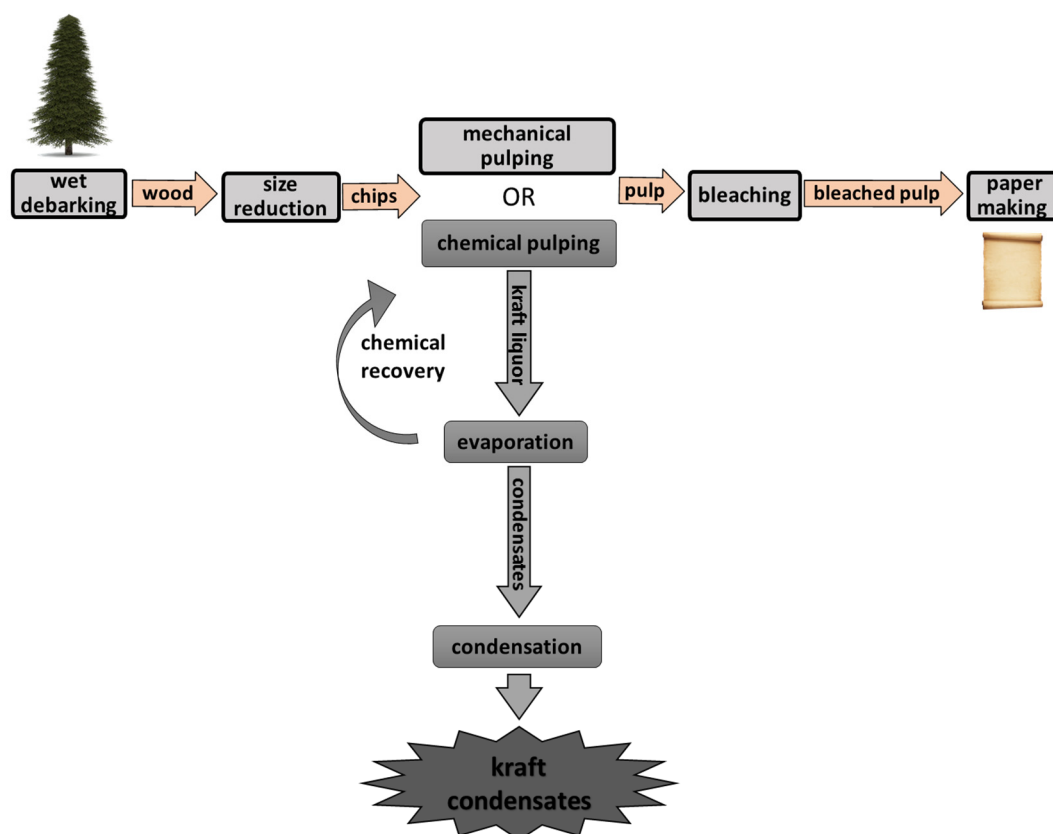 wet
debarking
wood
size
reduction
chips
mechanical
pulping
OR
chemical pulping
pulp
bleaching
bleached pulp
paper
making
kraft liquor
chemical
recovery
evaporation
condensates
condensation
kraft
condensates